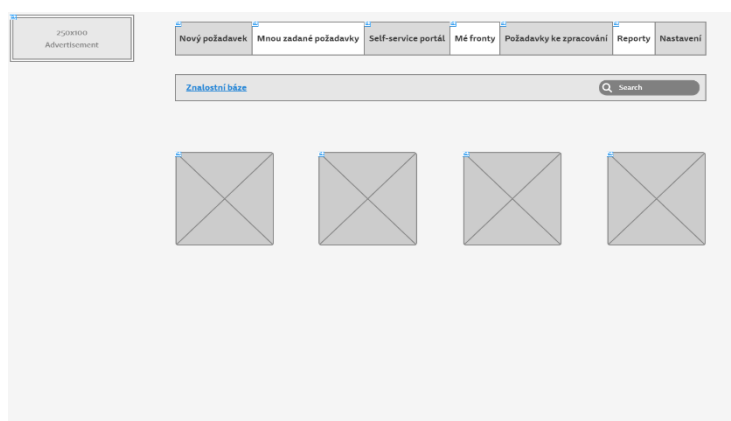 250x100
Advertisement
Nový požadavek
Mnou zadané požadavky
Self-service portál
Mé fronty
Požadavky ke zpracování
Reporty
Nastavení
Znalostní báze
Search